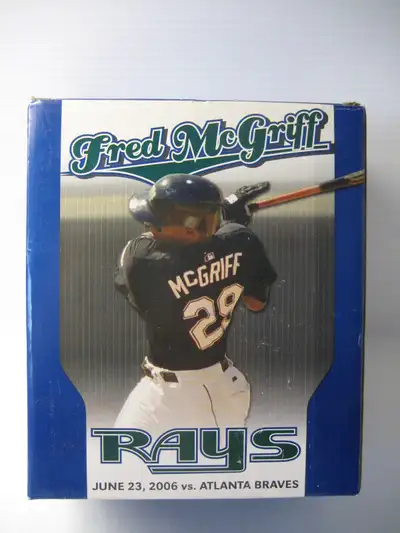 Fred McGriff
McGRIFF
29
RAYS
JUNE 23, 2006 vs. ATLANTA BRAVES